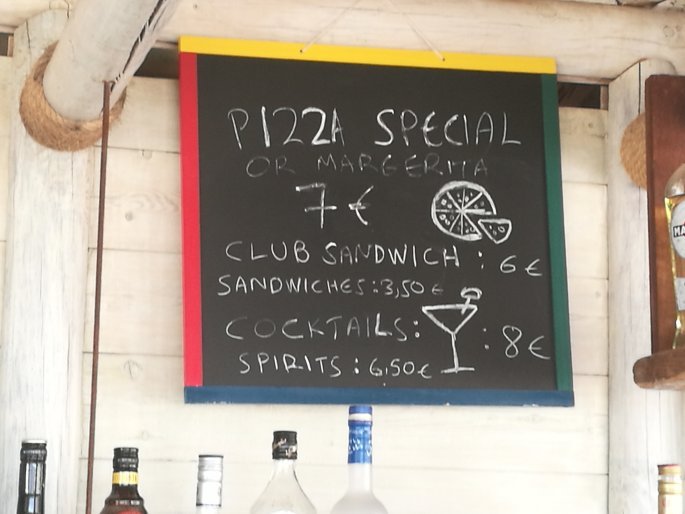 PIZZA SPECIAL
OR MARGERITA
7 €
CLUB SANDWICH : 6 €
SANDWICHES : 3,50 €
COCKTAILS: : 8 €
SPIRITS : 6,50 €